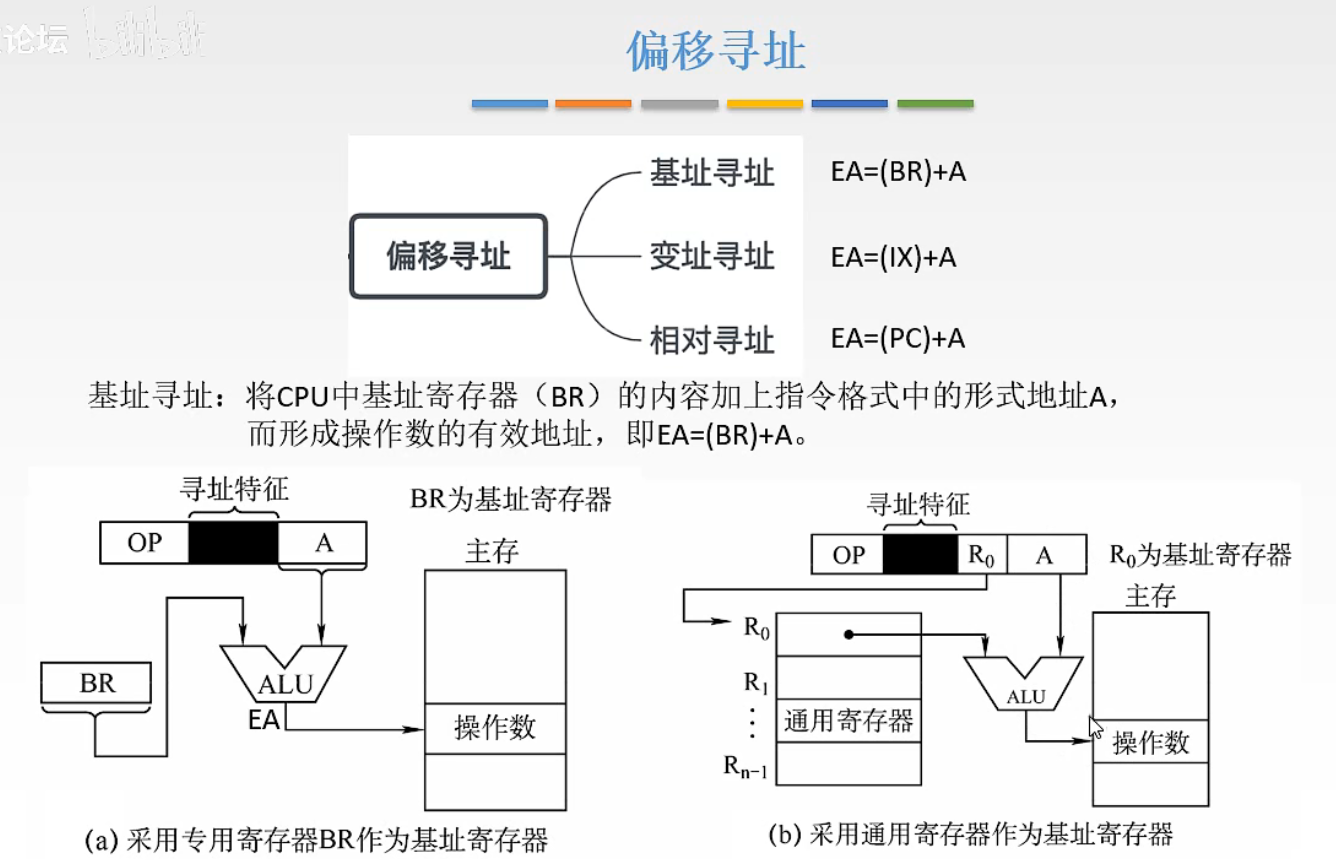 论坛 bilibili
偏移寻址
偏移寻址
基址寻址 EA=(BR)+A
变址寻址 EA=(IX)+A
相对寻址 EA=(PC)+A
基址寻址：将CPU中基址寄存器（BR）的内容加上指令格式中的形式地址A，
而形成操作数的有效地址，即EA=(BR)+A。
寻址特征
BR为基址寄存器
OP A
主存
BR
ALU
EA
操作数
(a) 采用专用寄存器BR作为基址寄存器
寻址特征
OP R₀ A
R₀为基址寄存器
主存
R₀
R₁
⋮
通用寄存器
Rₙ₋₁
ALU
操作数
(b) 采用通用寄存器作为基址寄存器